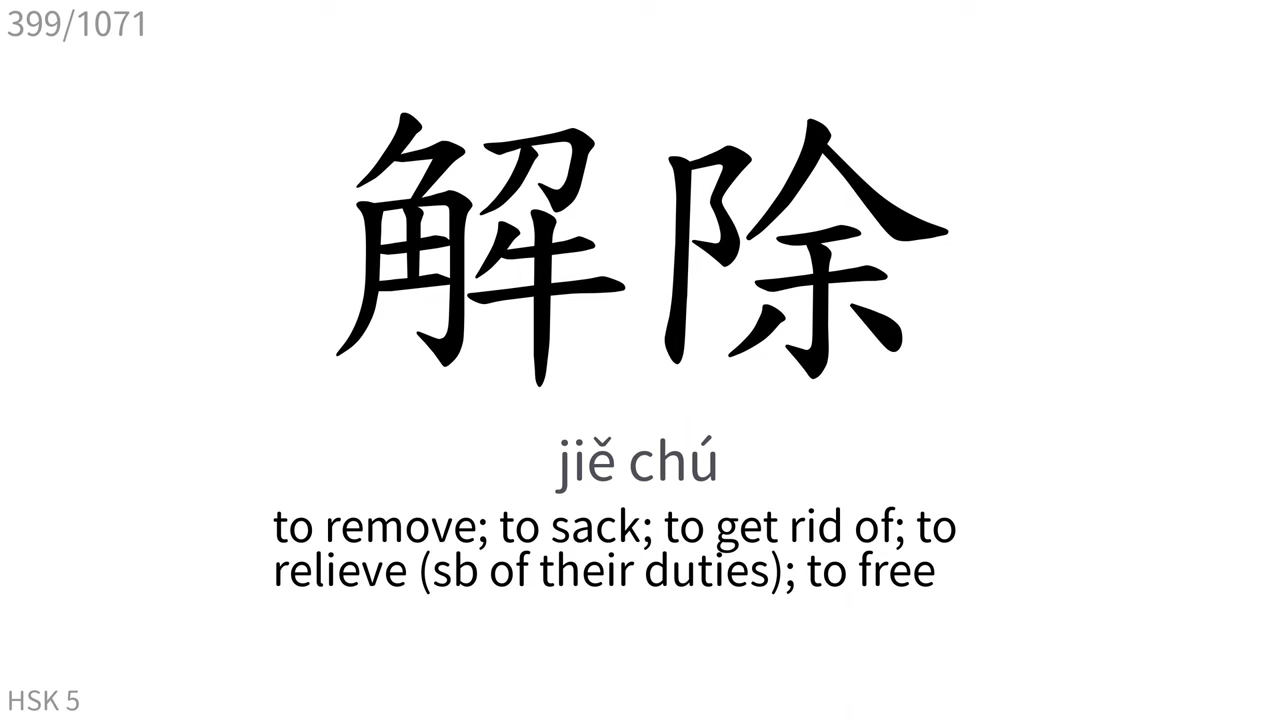 399/1071
解除
jiě chú
to remove; to sack; to get rid of; to
relieve (sb of their duties); to free
HSK 5